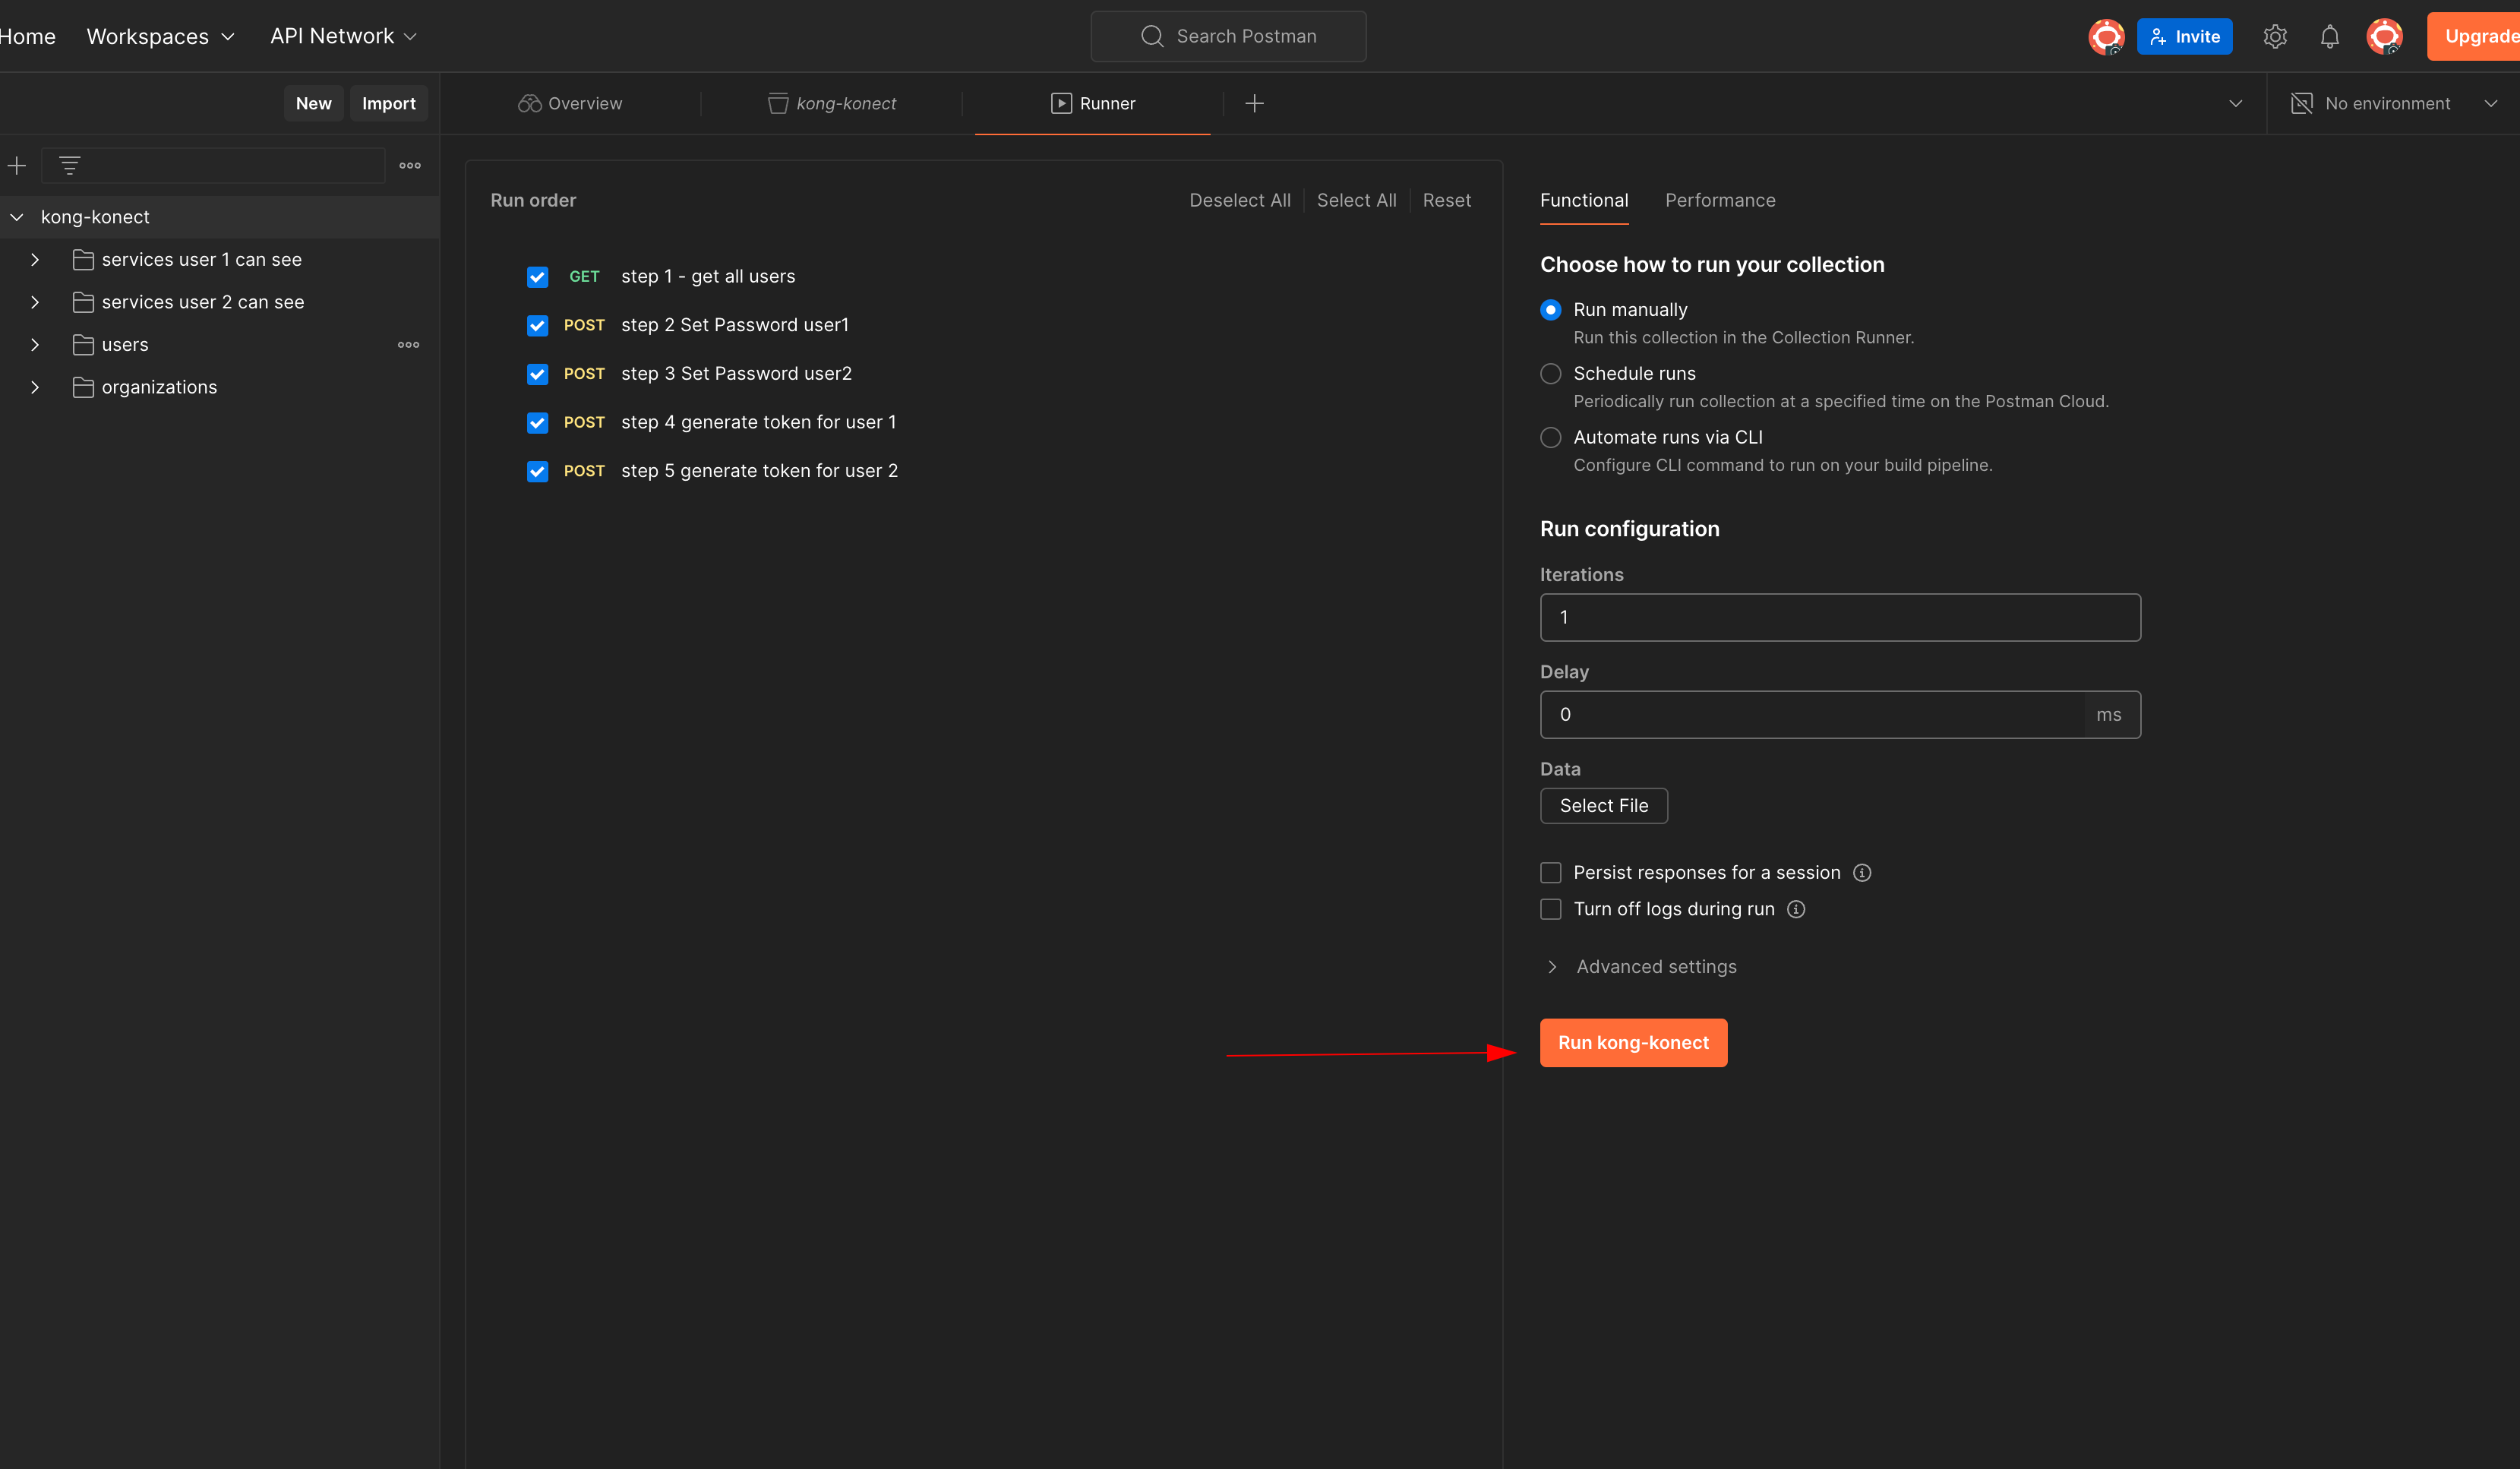 Home Workspaces API Network Search Postman Invite Upgrade
New Import Overview kong-konect Runner No environment
kong-konect
services user 1 can see
services user 2 can see
users
organizations
Run order Deselect All Select All Reset
GET step 1 - get all users
POST step 2 Set Password user1
POST step 3 Set Password user2
POST step 4 generate token for user 1
POST step 5 generate token for user 2
Functional Performance
Choose how to run your collection
Run manually
Run this collection in the Collection Runner.
Schedule runs
Periodically run collection at a specified time on the Postman Cloud.
Automate runs via CLI
Configure CLI command to run on your build pipeline.
Run configuration
Iterations
1
Delay
0 ms
Data
Select File
Persist responses for a session
Turn off logs during run
Advanced settings
Run kong-konect